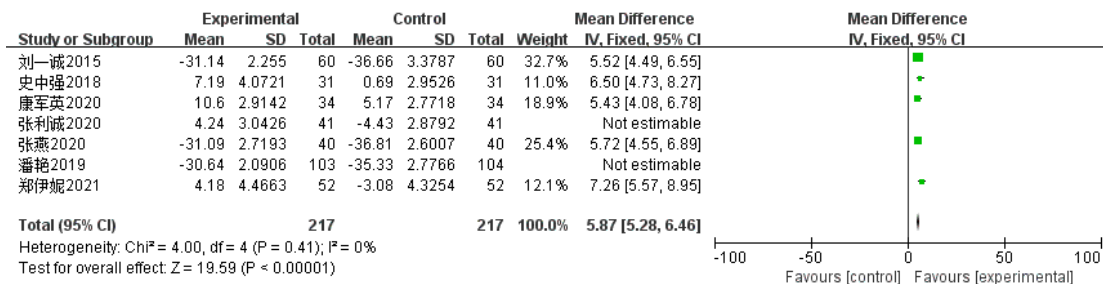 Experimental Control Mean Difference Mean Difference
Study or Subgroup Mean SD Total Mean SD Total Weight IV, Fixed, 95% CI IV, Fixed, 95% CI
刘一诚2015 -31.14 2.255 60 -36.66 3.3787 60 32.7% 5.52 [4.49, 6.55]
史中强2018 7.19 4.0721 31 0.69 2.9526 31 11.0% 6.50 [4.73, 8.27]
康军英2020 10.6 2.9142 34 5.17 2.7718 34 18.9% 5.43 [4.08, 6.78]
张利诚2020 4.24 3.0426 41 -4.43 2.8792 41 Not estimable
张燕2020 -31.09 2.7193 40 -36.81 2.6007 40 25.4% 5.72 [4.55, 6.89]
潘艳2019 -30.64 2.0906 103 -35.33 2.7766 104 Not estimable
郑伊妮2021 4.18 4.4663 52 -3.08 4.3254 52 12.1% 7.26 [5.57, 8.95]
Total (95% CI) 217 217 100.0% 5.87 [5.28, 6.46]
Heterogeneity: Chi² = 4.00, df = 4 (P = 0.41); I² = 0%
Test for overall effect: Z = 19.59 (P < 0.00001)
-100 -50 0 50 100
Favours [control] Favours [experimental]